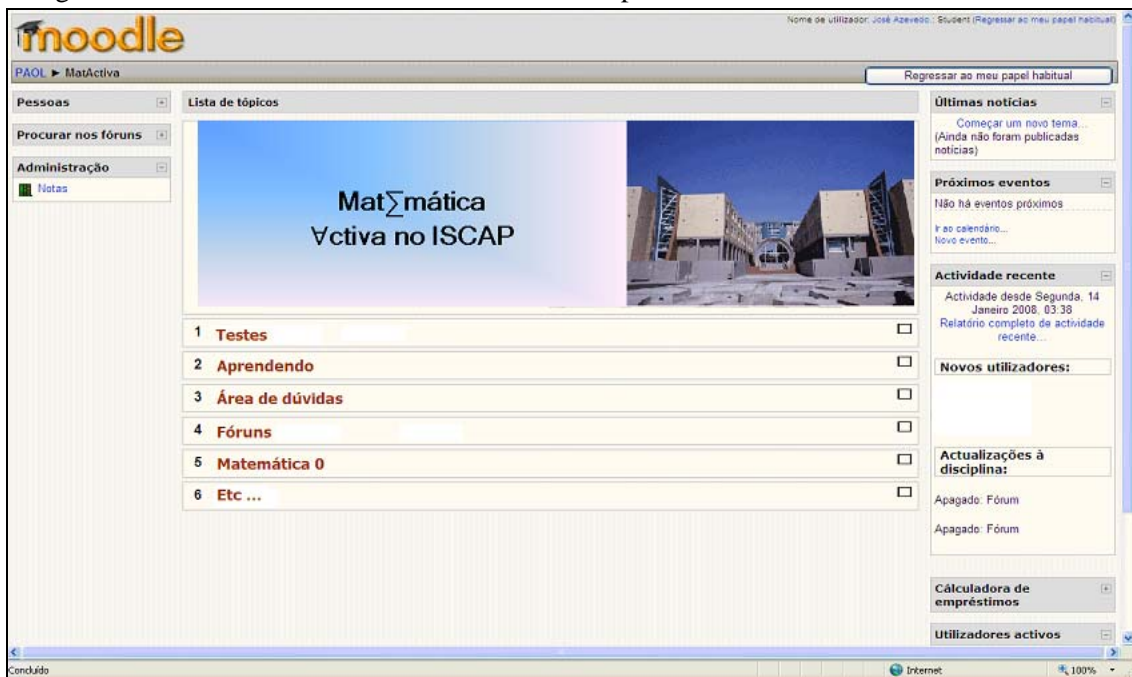 moodle
Nome de utilizador: José Azevedo : Student (Regressar ao meu papel habitual)
PAOL ► MatActiva
Regressar ao meu papel habitual
Pessoas
Procurar nos fóruns
Administração
Notas
Lista de tópicos
Mat∑mática
∀ctiva no ISCAP
1 Testes
2 Aprendendo
3 Área de dúvidas
4 Fóruns
5 Matemática 0
6 Etc ...
Últimas notícias
Começar um novo tema...
(Ainda não foram publicadas
notícias)
Próximos eventos
Não há eventos próximos
Ir ao calendário...
Novo evento...
Actividade recente
Actividade desde Segunda, 14
Janeiro 2008, 03:38
Relatório completo de actividade
recente...
Novos utilizadores:
Actualizações à
disciplina:
Apagado: Fórum
Apagado: Fórum
Cálculadora de
empréstimos
Utilizadores activos
Concluído
Internet
100%